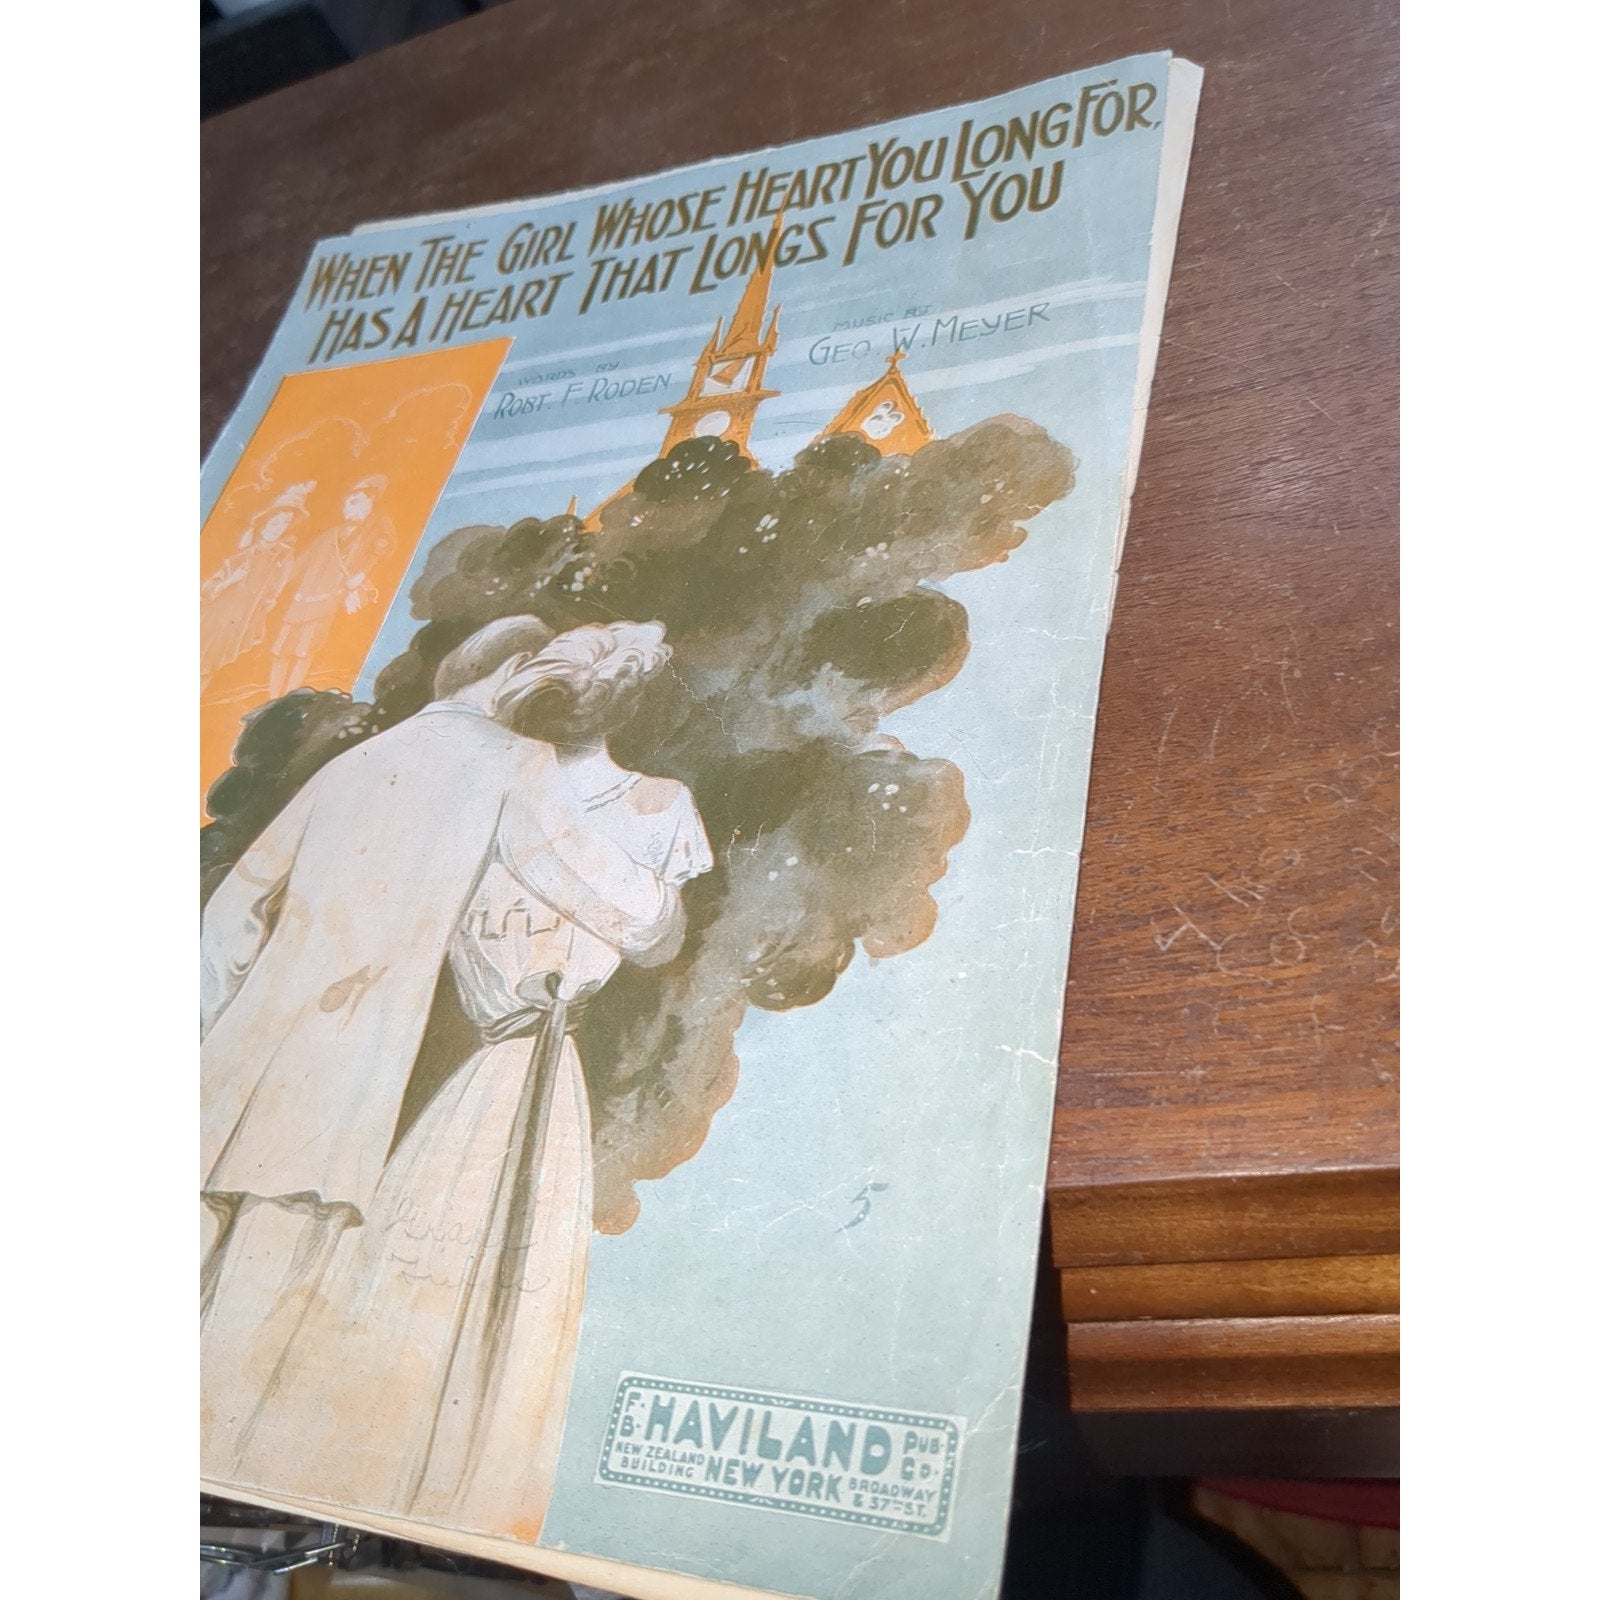 WHEN THE GIRL WHOSE HEART YOU LONG FOR,
HAS A HEART THAT LONGS FOR YOU
WORDS BY
ROBT. F. RODEN
MUSIC BY
GEO. W. MEYER
5
F. B. HAVILAND PUB. CO.
NEW ZEALAND BUILDING NEW YORK BROADWAY & 37TH ST.